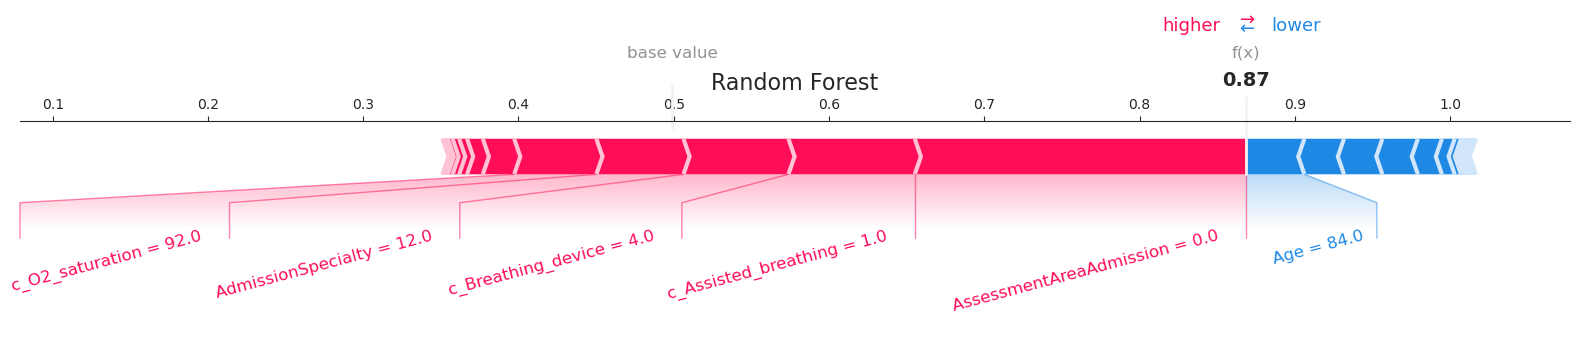 higher ⇄ lower
base value f(x)
Random Forest 0.87
0.1 0.2 0.3 0.4 0.5 0.6 0.7 0.8 0.9 1.0
c_O2_saturation = 92.0
AdmissionSpecialty = 12.0
c_Breathing_device = 4.0
c_Assisted_breathing = 1.0
AssessmentAreaAdmission = 0.0
Age = 84.0